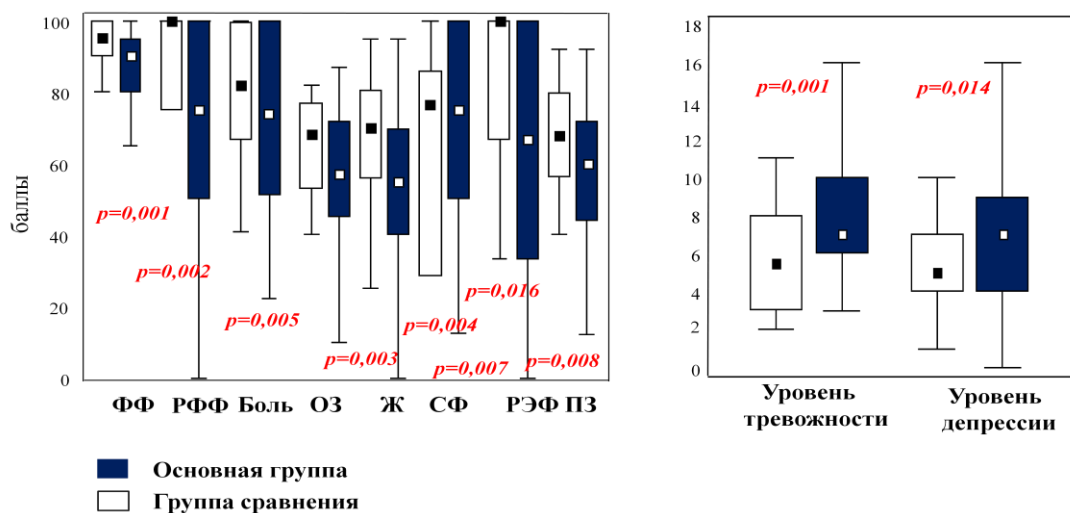 баллы
100
80
60
40
20
0
p=0,001
p=0,002
p=0,005
p=0,003
p=0,004
p=0,007
p=0,016
p=0,008
ФФ РФФ Боль ОЗ Ж СФ РЭФ ПЗ
Основная группа
Группа сравнения
18
16
14
12
10
8
6
4
2
0
p=0,001
p=0,014
Уровень
тревожности
Уровень
депрессии